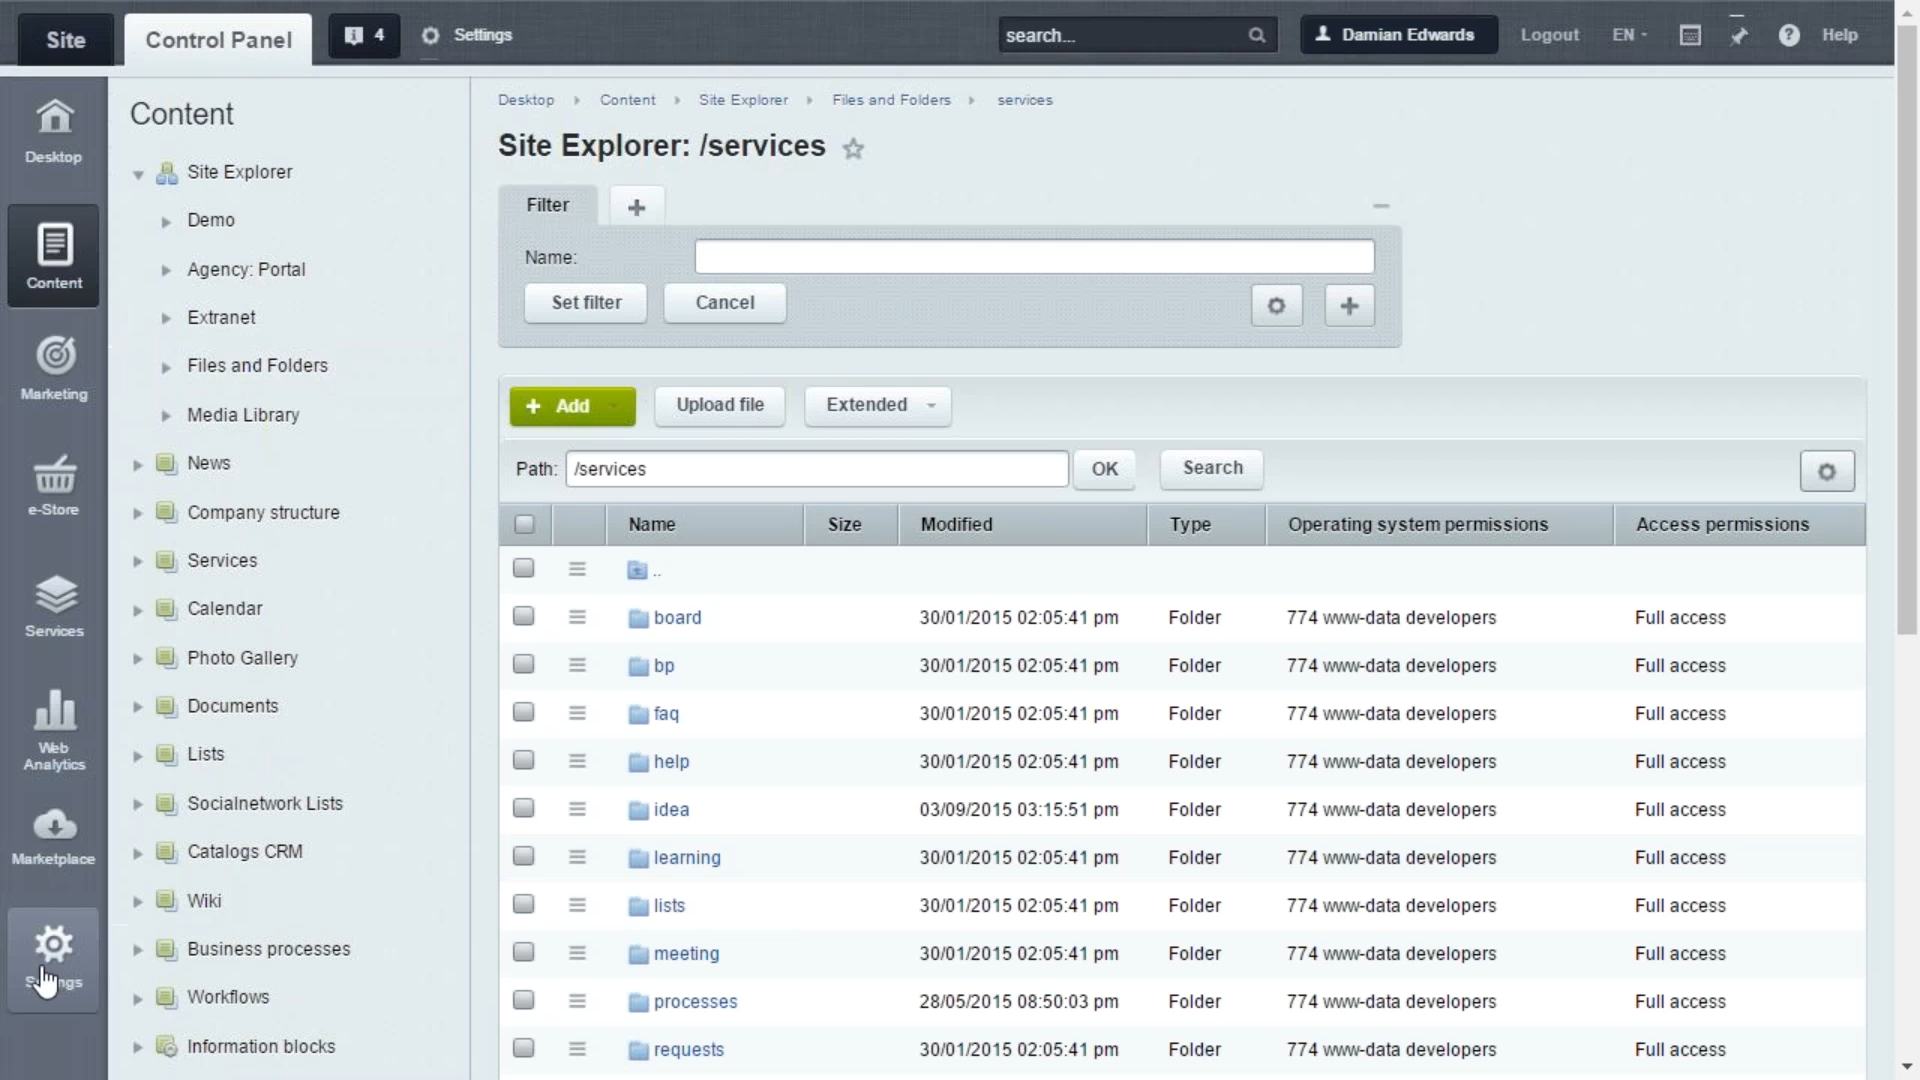 Site
Control Panel
4
Settings
search...
Damian Edwards
Logout
EN
Help
Desktop
Content
Marketing
e-Store
Services
Web
Analytics
Marketplace
Content
Site Explorer
Demo
Agency: Portal
Extranet
Files and Folders
Media Library
News
Company structure
Services
Calendar
Photo Gallery
Documents
Lists
Socialnetwork Lists
Catalogs CRM
Wiki
Business processes
Workflows
Information blocks
Desktop Content Site Explorer Files and Folders services
Site Explorer: /services
Filter
Name:
Set filter Cancel
Add Upload file Extended
Path: /services OK Search
Name Size Modified Type Operating system permissions Access permissions
..
board 30/01/2015 02:05:41 pm Folder 774 www-data developers Full access
bp 30/01/2015 02:05:41 pm Folder 774 www-data developers Full access
faq 30/01/2015 02:05:41 pm Folder 774 www-data developers Full access
help 30/01/2015 02:05:41 pm Folder 774 www-data developers Full access
idea 03/09/2015 03:15:51 pm Folder 774 www-data developers Full access
learning 30/01/2015 02:05:41 pm Folder 774 www-data developers Full access
lists 30/01/2015 02:05:41 pm Folder 774 www-data developers Full access
meeting 30/01/2015 02:05:41 pm Folder 774 www-data developers Full access
processes 28/05/2015 08:50:03 pm Folder 774 www-data developers Full access
requests 30/01/2015 02:05:41 pm Folder 774 www-data developers Full access